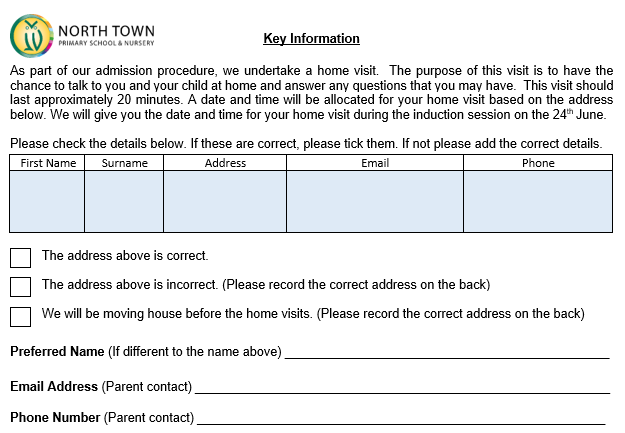 NORTH TOWN
PRIMARY SCHOOL & NURSERY
Key Information
As part of our admission procedure, we undertake a home visit. The purpose of this visit is to have the
chance to talk to you and your child at home and answer any questions that you may have. This visit should
last approximately 20 minutes. A date and time will be allocated for your home visit based on the address
below. We will give you the date and time for your home visit during the induction session on the 24th June.
Please check the details below. If these are correct, please tick them. If not please add the correct details.
First Name Surname Address Email Phone
The address above is correct.
The address above is incorrect. (Please record the correct address on the back)
We will be moving house before the home visits. (Please record the correct address on the back)
Preferred Name (If different to the name above)
Email Address (Parent contact)
Phone Number (Parent contact)